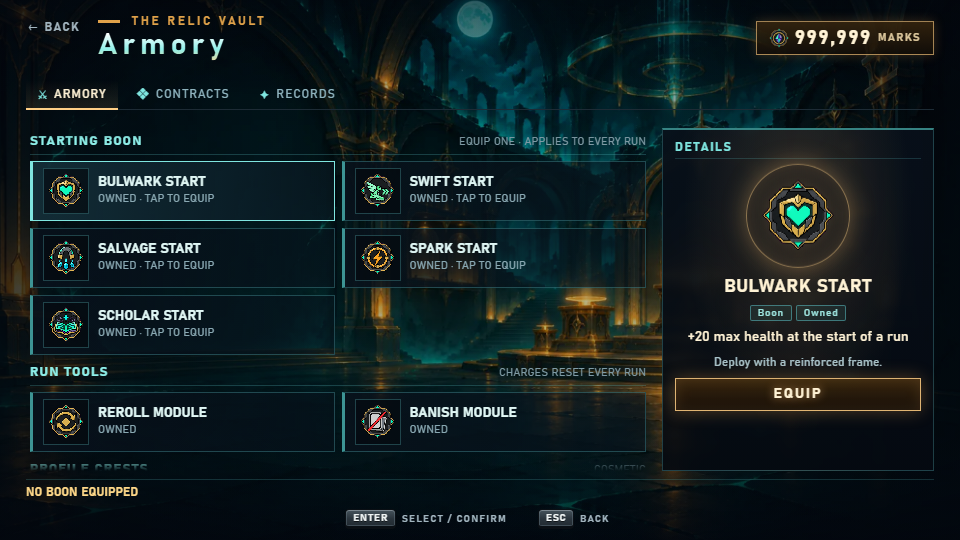 ← BACK
THE RELIC VAULT
Armory
999,999 MARKS
ARMORY
CONTRACTS
RECORDS
STARTING BOON
EQUIP ONE · APPLIES TO EVERY RUN
BULWARK START
OWNED · TAP TO EQUIP
SWIFT START
OWNED · TAP TO EQUIP
SALVAGE START
OWNED · TAP TO EQUIP
SPARK START
OWNED · TAP TO EQUIP
SCHOLAR START
OWNED · TAP TO EQUIP
RUN TOOLS
CHARGES RESET EVERY RUN
REROLL MODULE
OWNED
BANISH MODULE
OWNED
PROFILE CRESTS
COSMETIC
DETAILS
BULWARK START
Boon
Owned
+20 max health at the start of a run
Deploy with a reinforced frame.
EQUIP
NO BOON EQUIPPED
ENTER SELECT / CONFIRM
ESC BACK